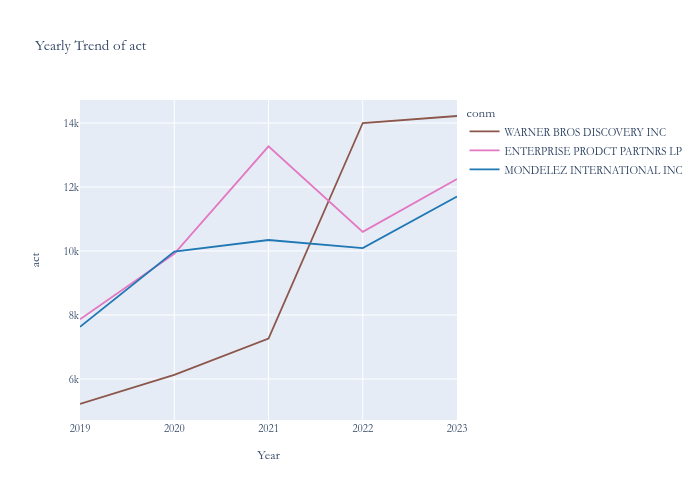 Yearly Trend of act
conm
WARNER BROS DISCOVERY INC
ENTERPRISE PRODCT PARTNRS LP
MONDELEZ INTERNATIONAL INC
14k
12k
10k
8k
6k
act
2019 2020 2021 2022 2023
Year